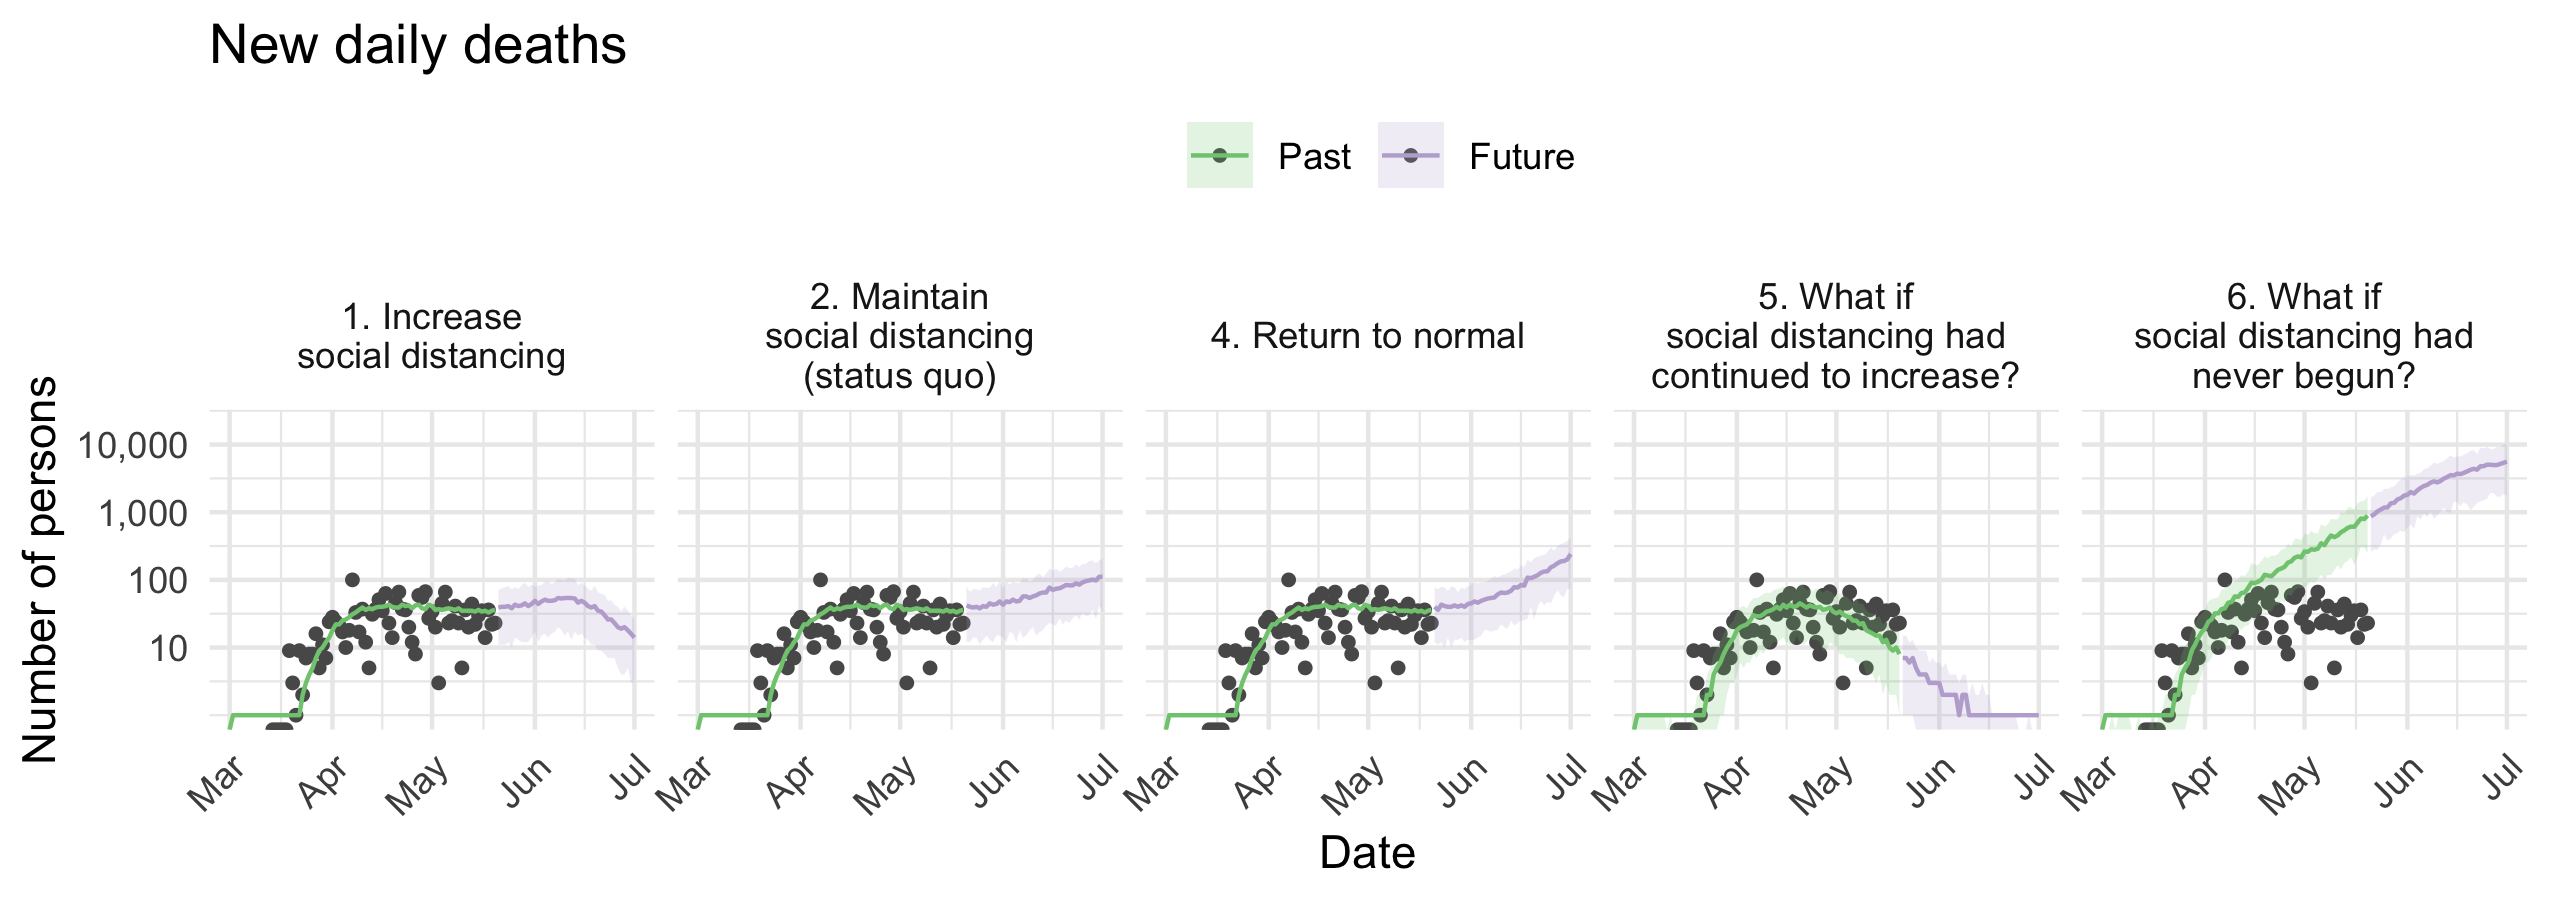 New daily deaths
Past
Future
1. Increase
social distancing
2. Maintain
social distancing
(status quo)
4. Return to normal
5. What if
social distancing had
continued to increase?
6. What if
social distancing had
never begun?
Number of persons
10,000
1,000
100
10
Mar
Apr
May
Jun
Jul
Mar
Apr
May
Jun
Jul
Mar
Apr
May
Jun
Jul
Mar
Apr
May
Jun
Jul
Mar
Apr
May
Jun
Jul
Date